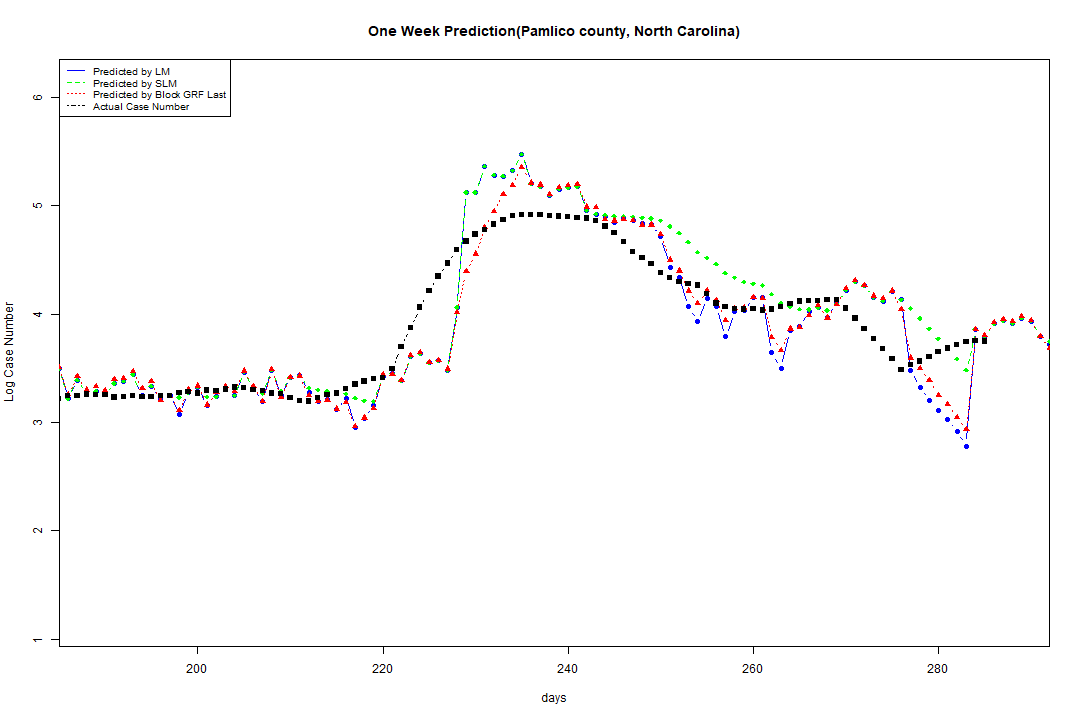 One Week Prediction(Pamlico county, North Carolina)
Predicted by LM
Predicted by SLM
Predicted by Block GRF Last
Actual Case Number
6
5
4
3
2
1
Log Case Number
200
220
240
260
280
days